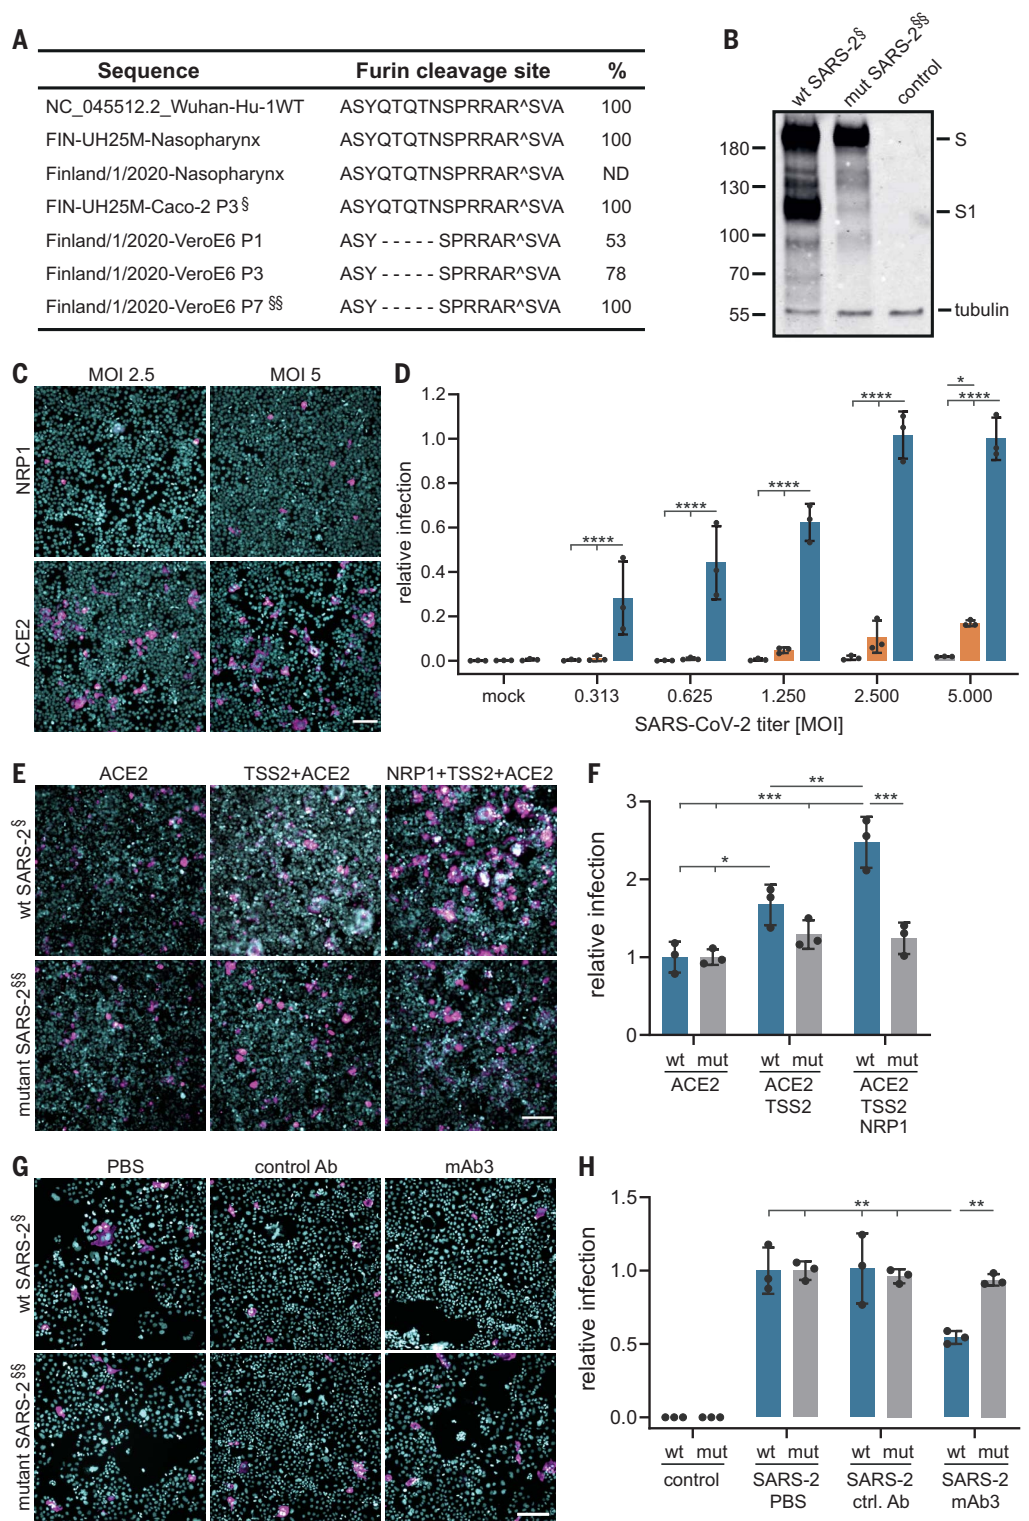 A
Sequence Furin cleavage site %
NC_045512.2_Wuhan-Hu-1WT ASYQTQTNSPRRAR^SVA 100
FIN-UH25M-Nasopharynx ASYQTQTNSPRRAR^SVA 100
Finland/1/2020-Nasopharynx ASYQTQTNSPRRAR^SVA ND
FIN-UH25M-Caco-2 P3 § ASYQTQTNSPRRAR^SVA 100
Finland/1/2020-VeroE6 P1 ASY - - - - - SPRRAR^SVA 53
Finland/1/2020-VeroE6 P3 ASY - - - - - SPRRAR^SVA 78
Finland/1/2020-VeroE6 P7 §§ ASY - - - - - SPRRAR^SVA 100
B
wt SARS-2§
mut SARS-2§§
control
180
130
100
70
55
S
S1
tubulin
C
MOI 2.5 MOI 5
NRP1
ACE2
D
relative infection
1.2
1.0
0.8
0.6
0.4
0.2
0.0
****
****
****
****
*
****
mock 0.313 0.625 1.250 2.500 5.000
SARS-CoV-2 titer [MOI]
E
ACE2 TSS2+ACE2 NRP1+TSS2+ACE2
wt SARS-2§
mutant SARS-2§§
F
relative infection
3
2
1
0
**
*** ***
*
wt mut wt mut wt mut
ACE2 ACE2 ACE2
TSS2 TSS2
NRP1
G
PBS control Ab mAb3
wt SARS-2§
mutant SARS-2§§
H
relative infection
1.5
1.0
0.5
0.0
** **
wt mut wt mut wt mut wt mut
control SARS-2 SARS-2 SARS-2
PBS ctrl. Ab mAb3